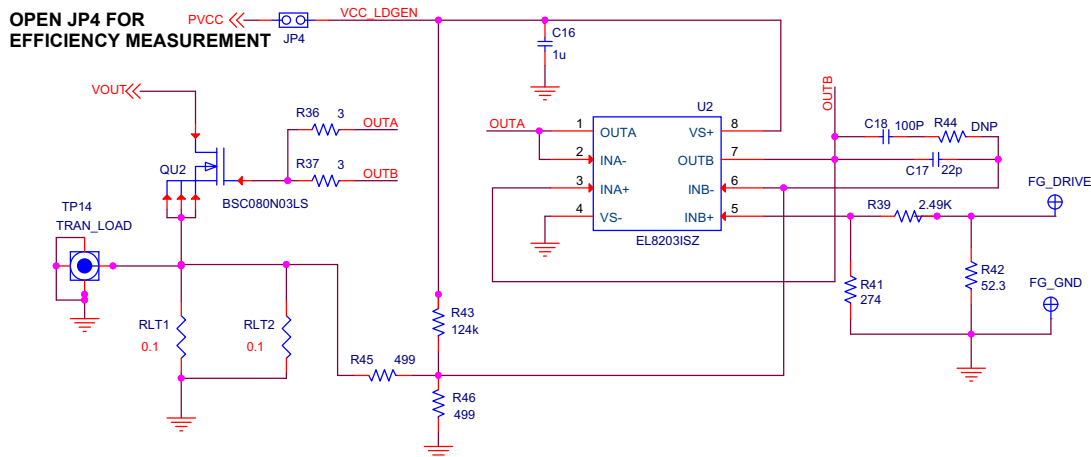 OPEN JP4 FOR
EFFICIENCY MEASUREMENT
PVCC
JP4
VCC_LDGEN
C16
1u
VOUT
R36 3
OUTA
R37 3
OUTB
QU2
BSC080N03LS
TP14
TRAN_LOAD
RLT1
0.1
RLT2
0.1
R45 499
R43
124k
R46
499
OUTA
U2
1 OUTA VS+ 8
2 INA- OUTB 7
3 INA+ INB- 6
4 VS- INB+ 5
EL8203ISZ
OUTB
C18 100P R44 DNP
C17 22p
R39 2.49K
FG_DRIVE
R41
274
R42
52.3
FG_GND